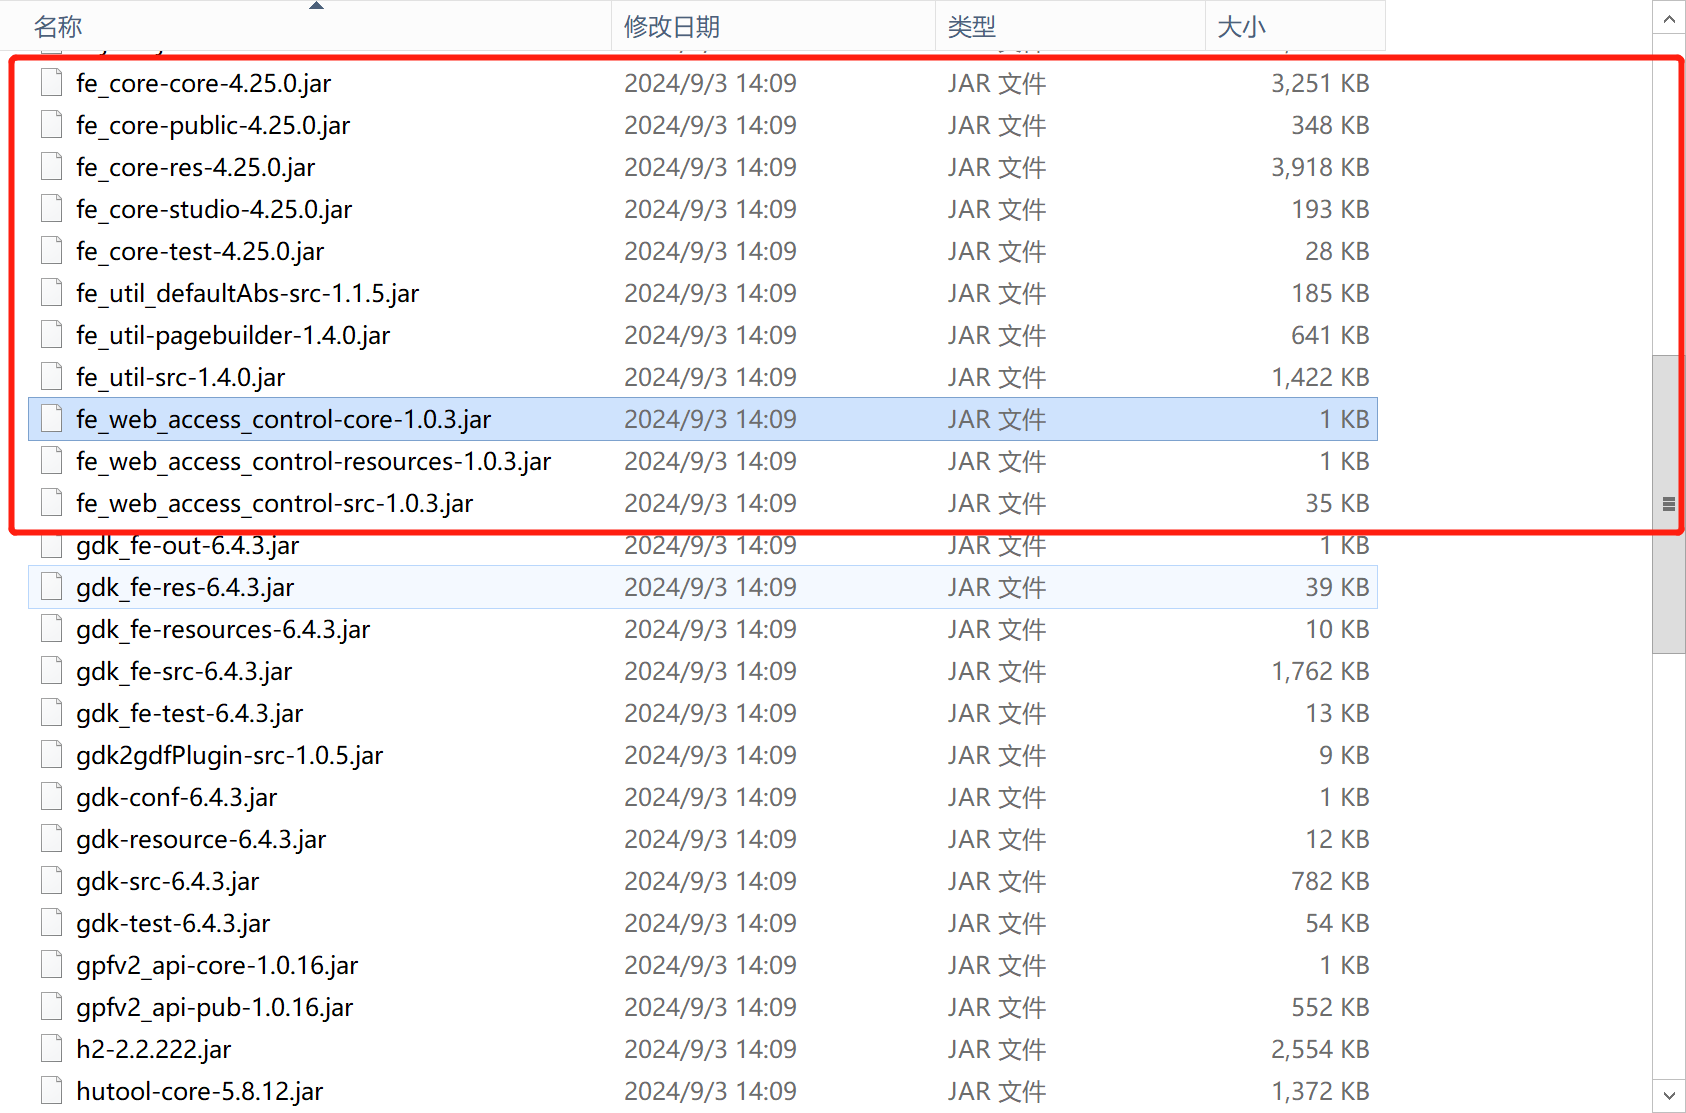 名称 修改日期 类型 大小
fe_core-core-4.25.0.jar 2024/9/3 14:09 JAR 文件 3,251 KB
fe_core-public-4.25.0.jar 2024/9/3 14:09 JAR 文件 348 KB
fe_core-res-4.25.0.jar 2024/9/3 14:09 JAR 文件 3,918 KB
fe_core-studio-4.25.0.jar 2024/9/3 14:09 JAR 文件 193 KB
fe_core-test-4.25.0.jar 2024/9/3 14:09 JAR 文件 28 KB
fe_util_defaultAbs-src-1.1.5.jar 2024/9/3 14:09 JAR 文件 185 KB
fe_util-pagebuilder-1.4.0.jar 2024/9/3 14:09 JAR 文件 641 KB
fe_util-src-1.4.0.jar 2024/9/3 14:09 JAR 文件 1,422 KB
fe_web_access_control-core-1.0.3.jar 2024/9/3 14:09 JAR 文件 1 KB
fe_web_access_control-resources-1.0.3.jar 2024/9/3 14:09 JAR 文件 1 KB
fe_web_access_control-src-1.0.3.jar 2024/9/3 14:09 JAR 文件 35 KB
gdk_fe-out-6.4.3.jar 2024/9/3 14:09 JAR 文件 1 KB
gdk_fe-res-6.4.3.jar 2024/9/3 14:09 JAR 文件 39 KB
gdk_fe-resources-6.4.3.jar 2024/9/3 14:09 JAR 文件 10 KB
gdk_fe-src-6.4.3.jar 2024/9/3 14:09 JAR 文件 1,762 KB
gdk_fe-test-6.4.3.jar 2024/9/3 14:09 JAR 文件 13 KB
gdk2gdfPlugin-src-1.0.5.jar 2024/9/3 14:09 JAR 文件 9 KB
gdk-conf-6.4.3.jar 2024/9/3 14:09 JAR 文件 1 KB
gdk-resource-6.4.3.jar 2024/9/3 14:09 JAR 文件 12 KB
gdk-src-6.4.3.jar 2024/9/3 14:09 JAR 文件 782 KB
gdk-test-6.4.3.jar 2024/9/3 14:09 JAR 文件 54 KB
gpfv2_api-core-1.0.16.jar 2024/9/3 14:09 JAR 文件 1 KB
gpfv2_api-pub-1.0.16.jar 2024/9/3 14:09 JAR 文件 552 KB
h2-2.2.222.jar 2024/9/3 14:09 JAR 文件 2,554 KB
hutool-core-5.8.12.jar 2024/9/3 14:09 JAR 文件 1,372 KB